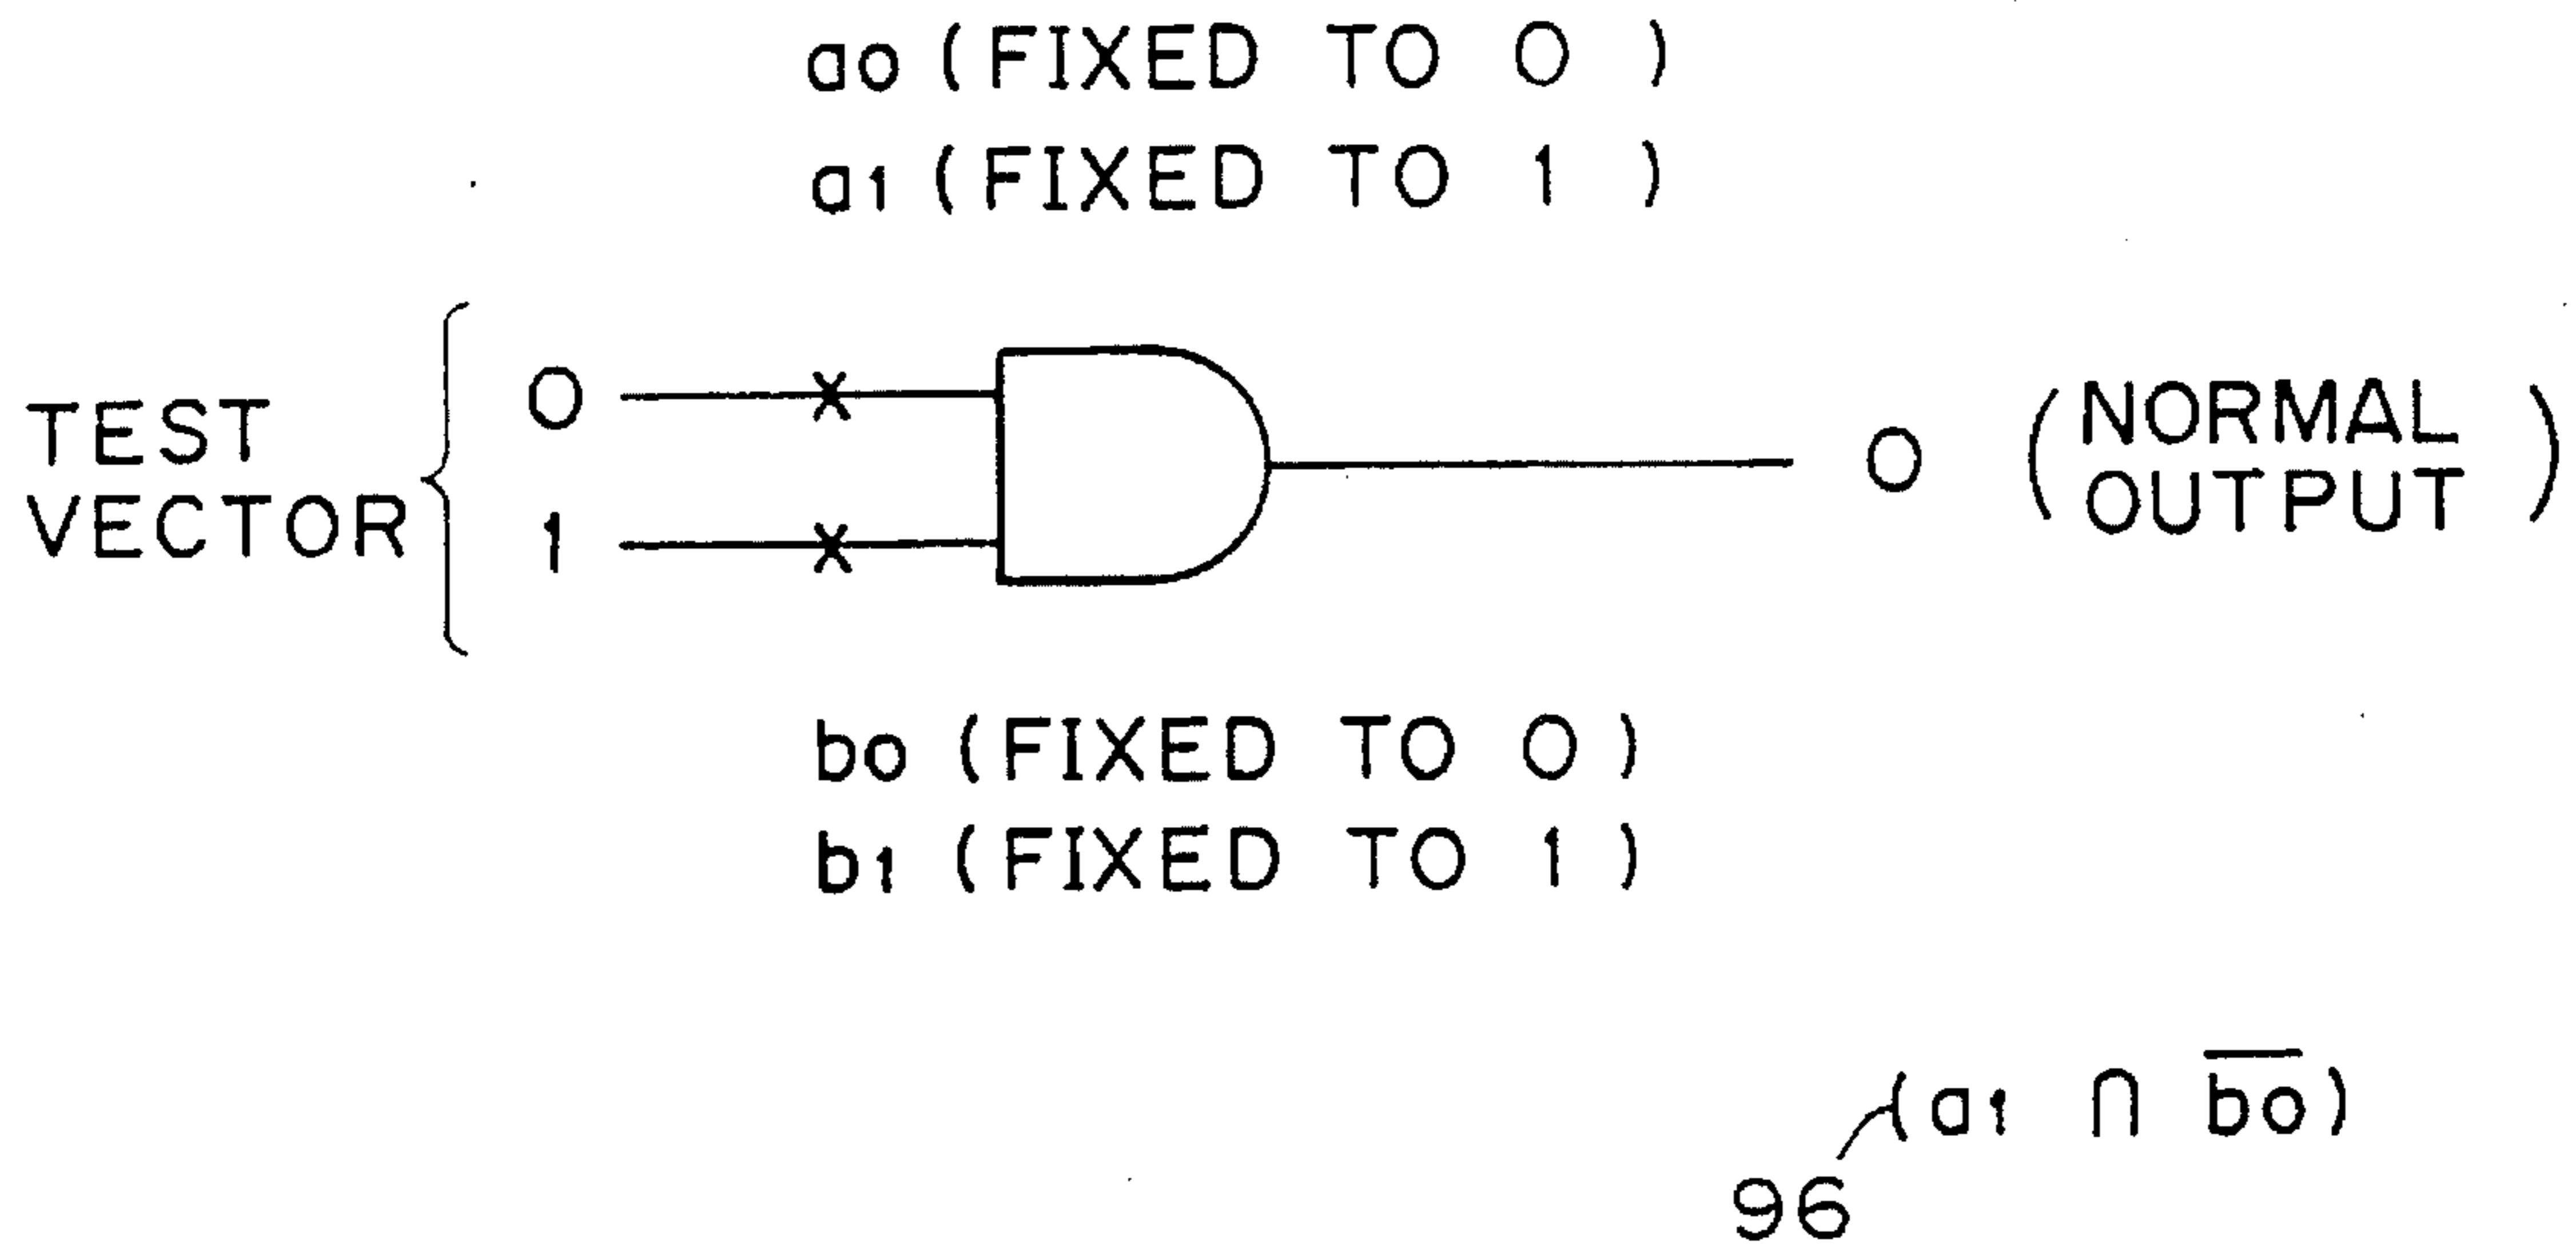 a0 (FIXED TO 0 )
a1 (FIXED TO 1 )
TEST
VECTOR
0
1
0
(NORMAL
OUTPUT)
b0 (FIXED TO 0 )
b1 (FIXED TO 1 )
(a1 ∩ b̅0̅)
96